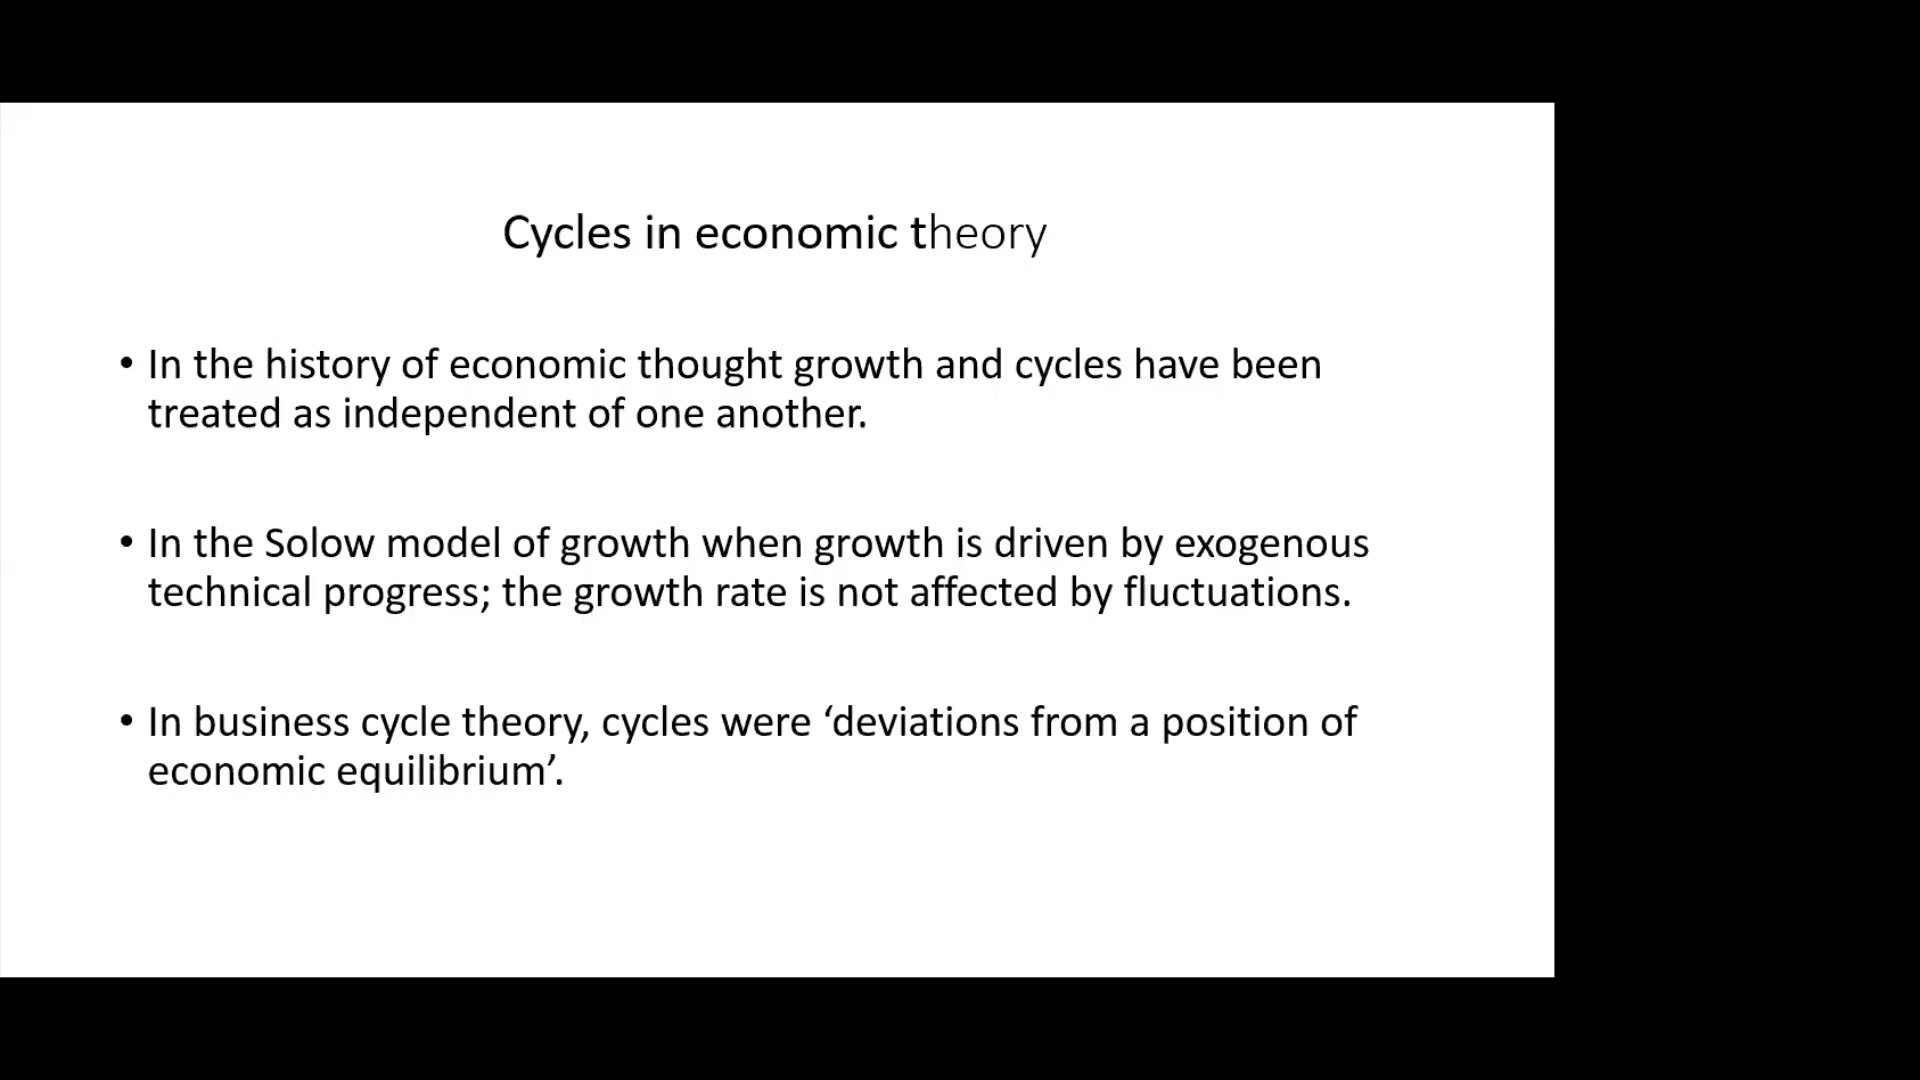 Cycles in economic theory
• In the history of economic thought growth and cycles have been
treated as independent of one another.
• In the Solow model of growth when growth is driven by exogenous
technical progress; the growth rate is not affected by fluctuations.
• In business cycle theory, cycles were ‘deviations from a position of
economic equilibrium’.